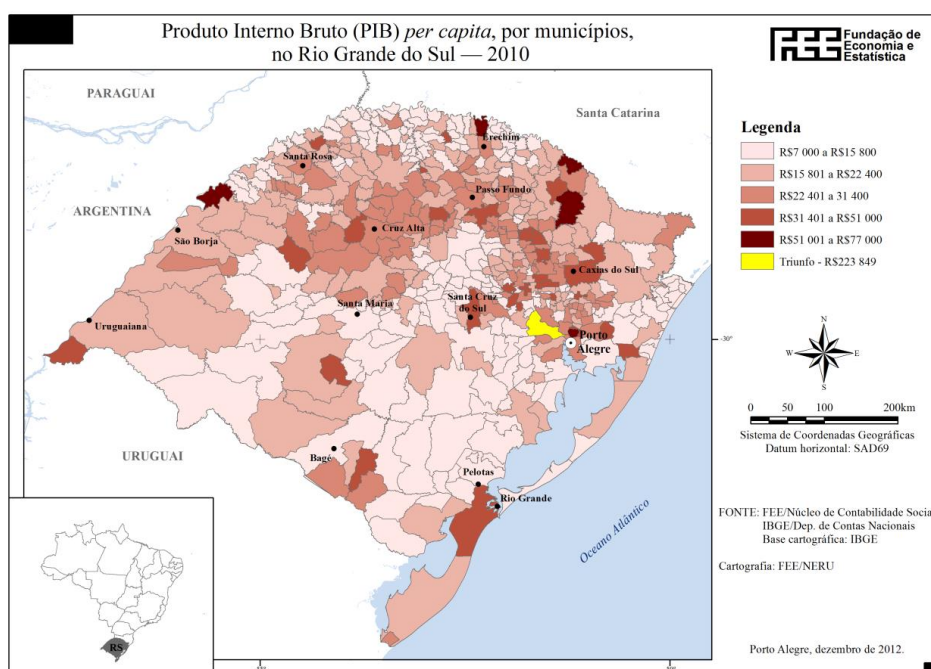 Produto Interno Bruto (PIB) per capita, por municípios,
no Rio Grande do Sul — 2010
FEE Fundação de
Economia e
Estatística
PARAGUAI
Santa Catarina
ARGENTINA
URUGUAI
Oceano Atlântico
Erechim
Santa Rosa
Passo Fundo
São Borja
Cruz Alta
Caxias do Sul
Santa Maria
Santa Cruz
do Sul
Uruguaiana
Porto
Alegre
Bagé
Pelotas
Rio Grande
-30°
Legenda
R$7 000 a R$15 800
R$15 801 a R$22 400
R$22 401 a 31 400
R$31 401 a R$51 000
R$51 001 a R$77 000
Triunfo - R$223 849
N
W E
S
0 50 100 200km
Sistema de Coordenadas Geográficas
Datum horizontal: SAD69
FONTE: FEE/Núcleo de Contabilidade Socia
IBGE/Dep. de Contas Nacionais
Base cartográfica: IBGE
Cartografia: FEE/NERU
Porto Alegre, dezembro de 2012.
RS